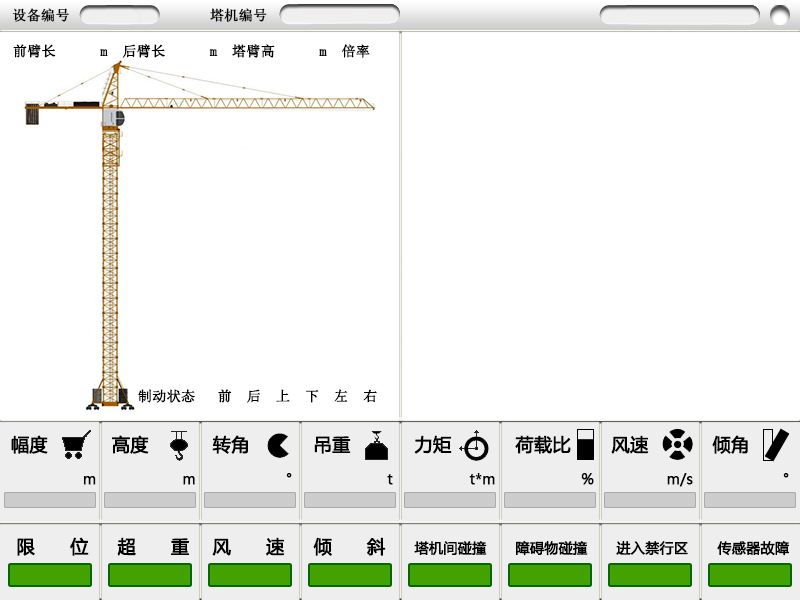 设备编号 塔机编号
前臂长 m 后臂长 m 塔臂高 m 倍率
制动状态 前 后 上 下 左 右
幅度 高度 转角 吊重 力矩 荷载比 风速 倾角
m m ° t t*m % m/s °
限 位 超 重 风 速 倾 斜 塔机间碰撞 障碍物碰撞 进入禁行区 传感器故障